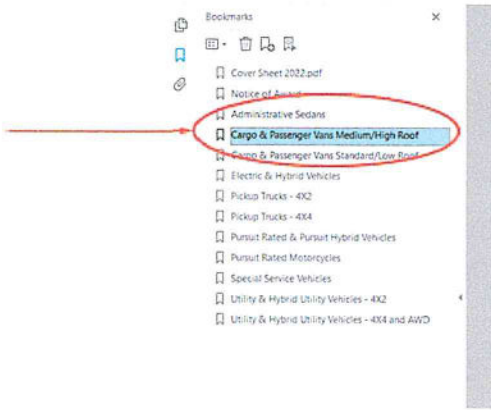 Bookmarks
Cover Sheet 2022.pdf
Notice of Award
Administrative Sedans
Cargo & Passenger Vans Medium/High Roof
Cargo & Passenger Vans Standard/Low Roof
Electric & Hybrid Vehicles
Pickup Trucks - 4X2
Pickup Trucks - 4X4
Pursuit Rated & Pursuit Hybrid Vehicles
Pursuit Rated Motorcycles
Special Service Vehicles
Utility & Hybrid Utility Vehicles - 4X2
Utility & Hybrid Utility Vehicles - 4X4 and AWD